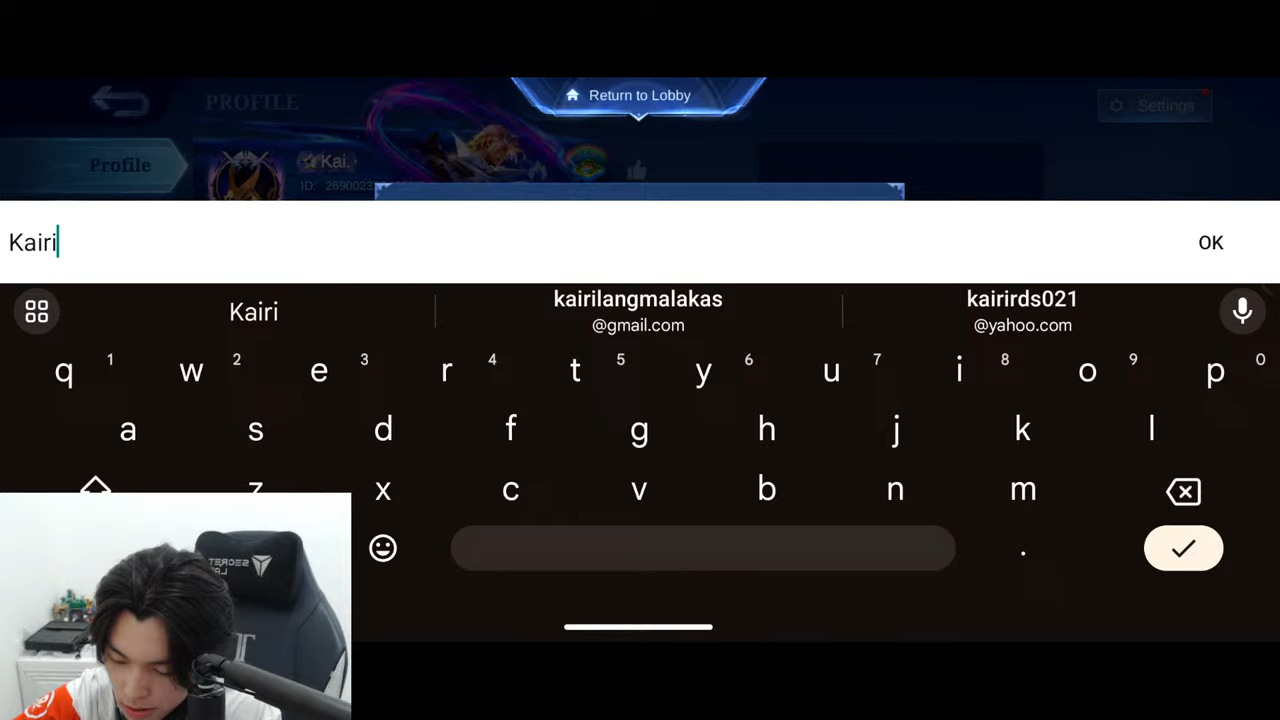 Return to Lobby
PROFILE
Settings
Profile
Kai.
ID: 2690023
Kairi
OK
Kairi
kairilangmalakas
@gmail.com
kairirds021
@yahoo.com
q 1 w 2 e 3 r 4 t 5 y 6 u 7 i 8 o 9 p 0
a s d f g h j k l
z x c v b n m
.